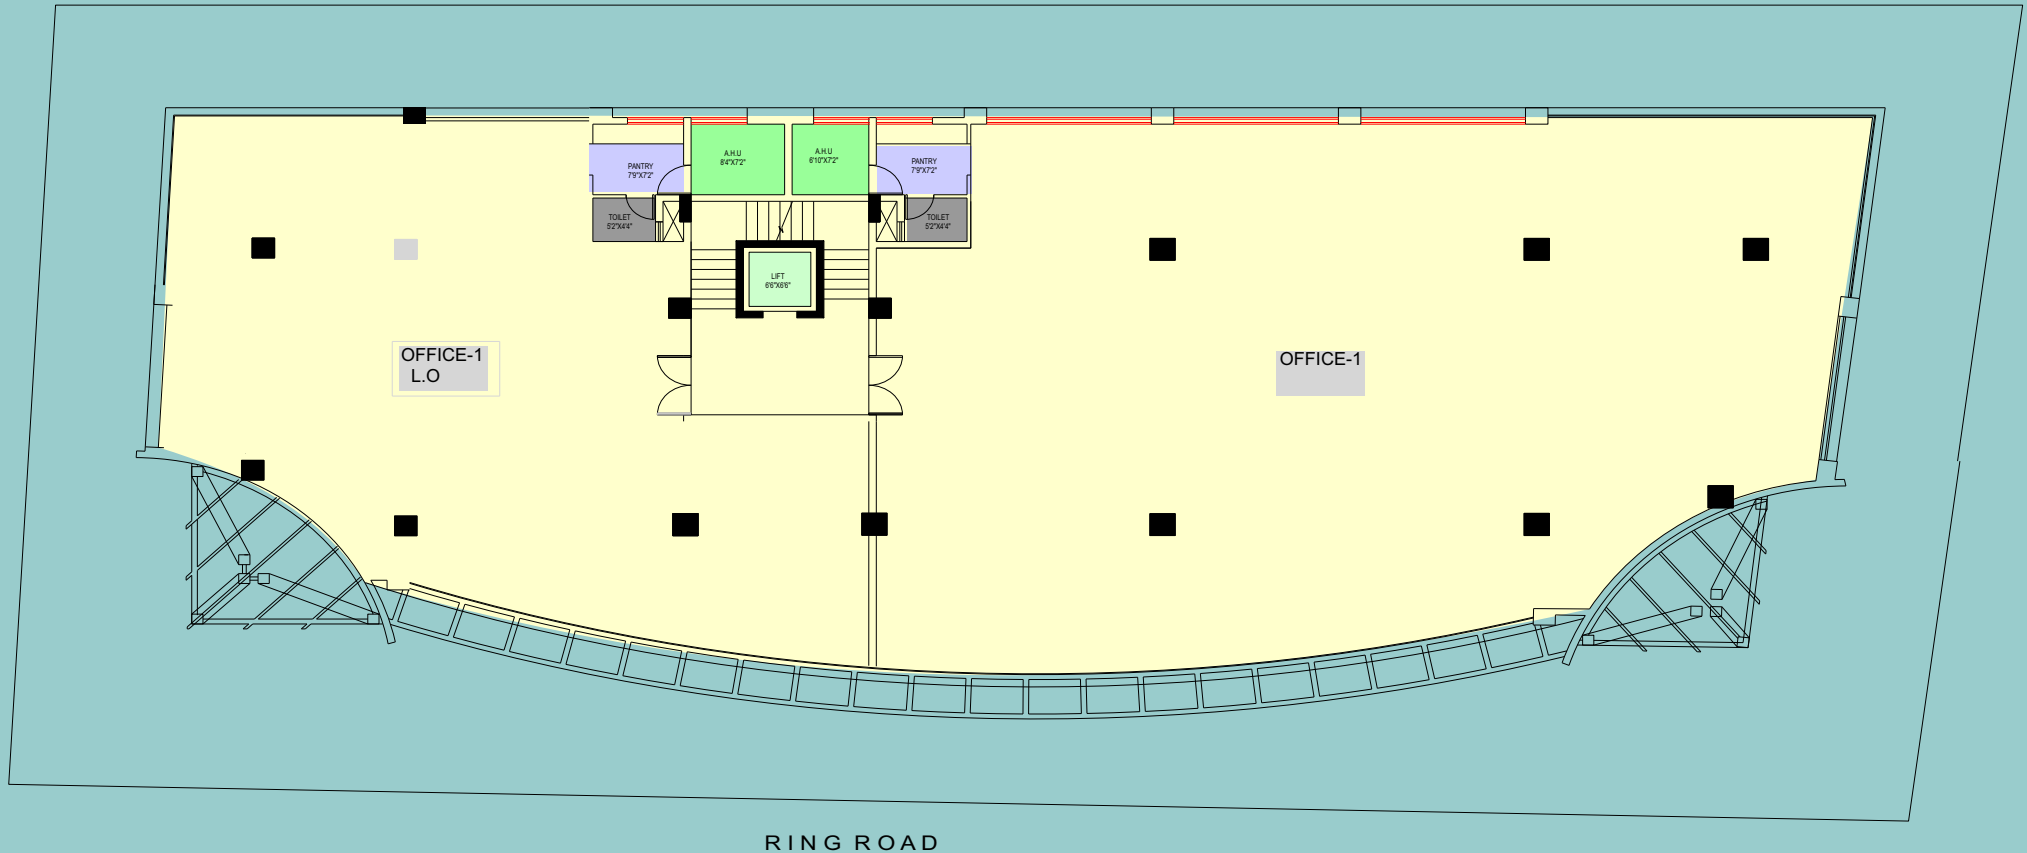 A.H.U
8'4"X7'2"
A.H.U
6'10"X7'2"
PANTRY
7'9"X7'2"
PANTRY
7'9"X7'2"
TOILET
5'2"X4'4"
TOILET
5'2"X4'4"
LIFT
6'6"X6'6"
OFFICE-1
L.O
OFFICE-1
RING ROAD